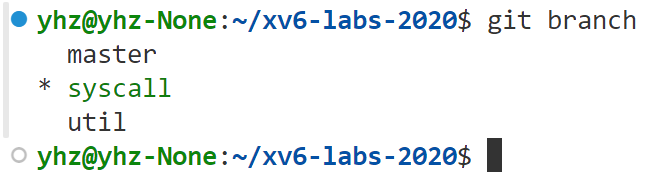 yhz@yhz-None:~/xv6-labs-2020$ git branch
master
* syscall
util
yhz@yhz-None:~/xv6-labs-2020$